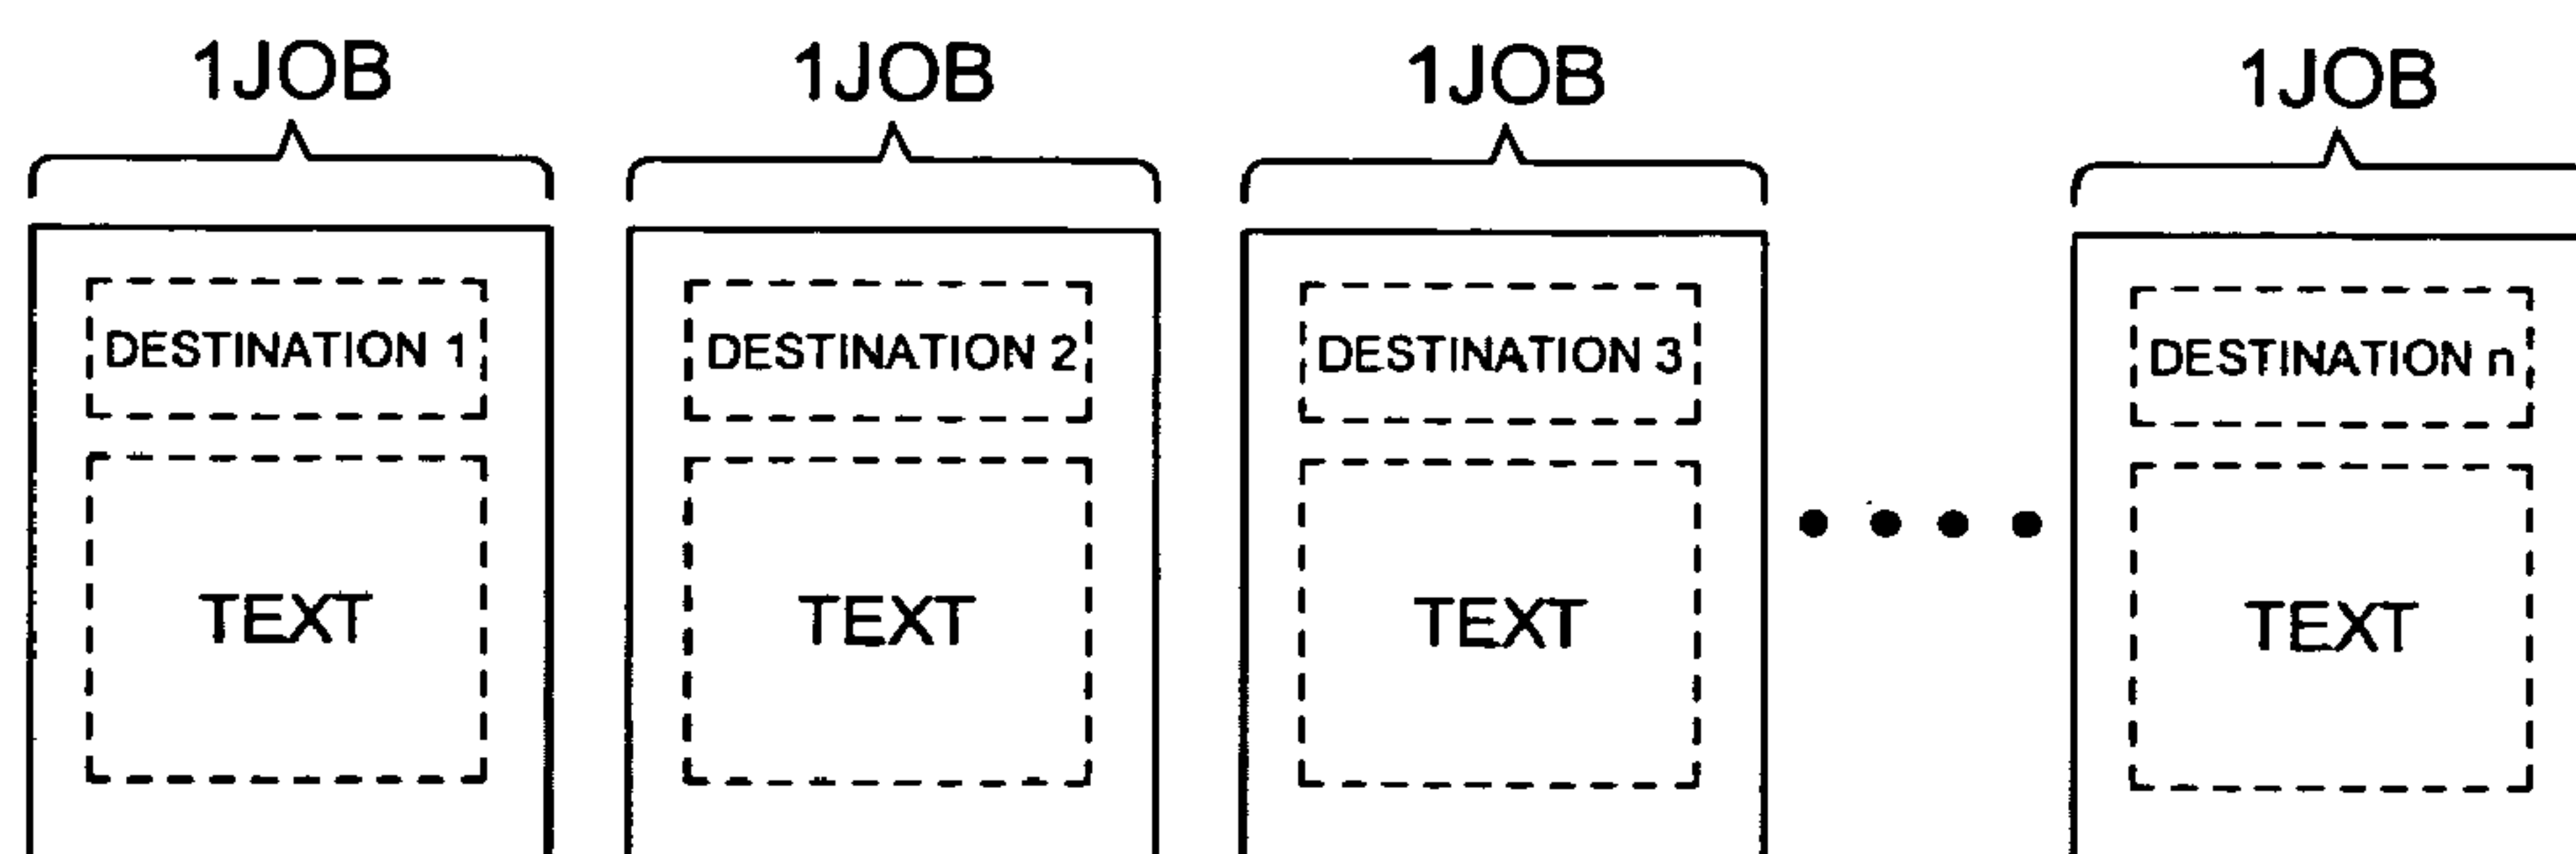 1JOB 1JOB 1JOB 1JOB
DESTINATION 1 DESTINATION 2 DESTINATION 3 DESTINATION n
TEXT TEXT TEXT TEXT